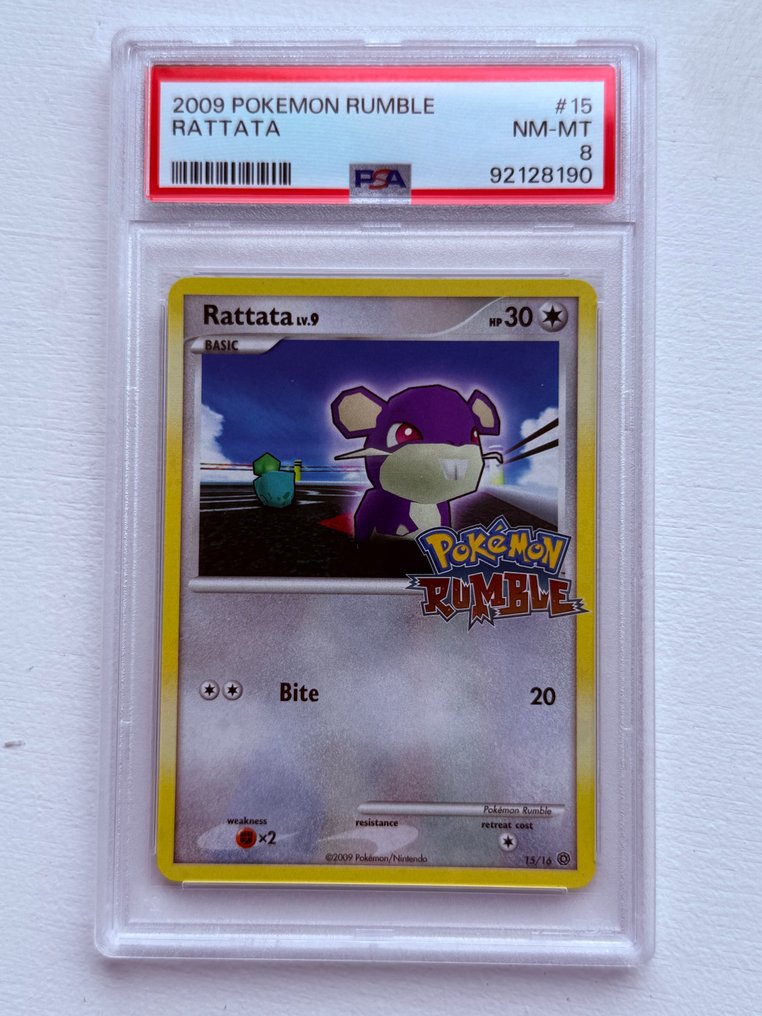 2009 POKEMON RUMBLE #15
RATTATA NM-MT
8
PSA 92128190
Rattata LV.9 HP 30
BASIC
POKéMON
RUMBLE
Bite 20
Pokémon Rumble
weakness resistance retreat cost
×2
©2009 Pokémon/Nintendo 15/16